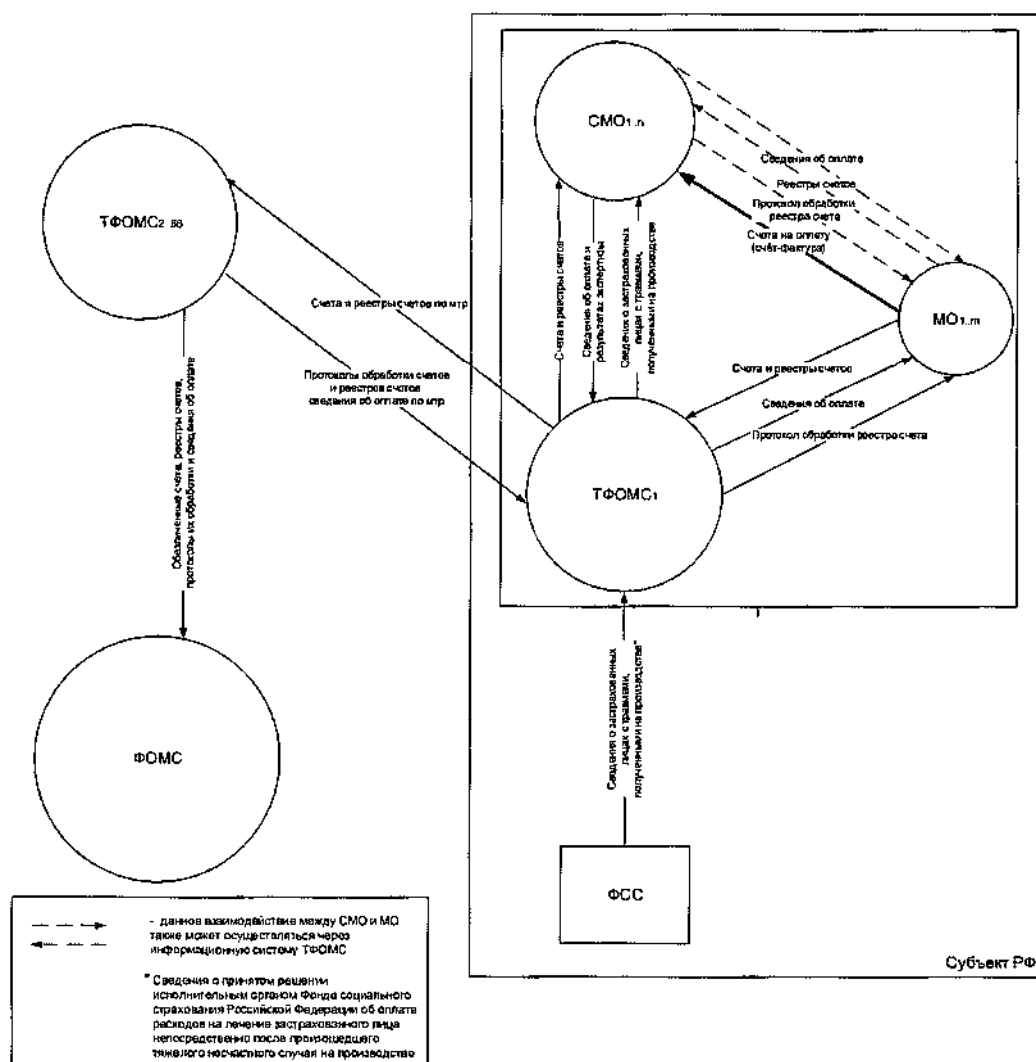 СМО1..n
Сведения об оплате
Реестры счетов
Протокол обработки
реестра счета
Счета на оплату
(счёт-фактура)
ТФОМС2..86
МО1..m
Счета и реестры счетов по мтр
Счета и реестры счетов
Сведения об оплате и
результатах экспертизы
Сведения о застрахованных
лицах с травмами,
полученными на производстве
Протоколы обработки счетов
и реестров счетов
сведения об оплате по мтр
Счета и реестры счетов
Сведения об оплате
Протокол обработки реестра счета
ТФОМС1
Обезличенные счета, реестры счетов,
протоколы их обработки и сведения об оплате
ФОМС
Сведения о застрахованных
лицах с травмами,
полученными на производстве*
ФСС
Субъект РФ
- данное взаимодействие между СМО и МО
также может осуществляться через
информационную систему ТФОМС
* Сведения о принятом решении
исполнительным органом Фонда социального
страхования Российской Федерации об оплате
расходов на лечение застрахованного лица
непосредственно после произошедшего
тяжелого несчастного случая на производстве